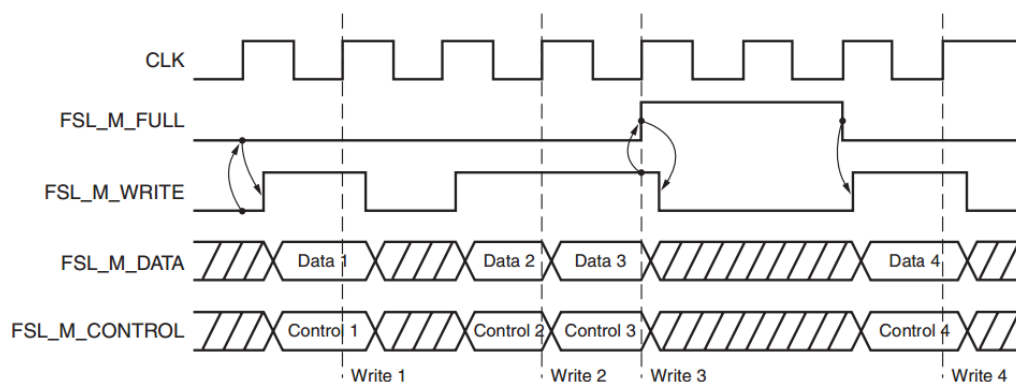 CLK
FSL_M_FULL
FSL_M_WRITE
FSL_M_DATA Data 1 Data 2 Data 3 Data 4
FSL_M_CONTROL Control 1 Control 2 Control 3 Control 4
Write 1 Write 2 Write 3 Write 4